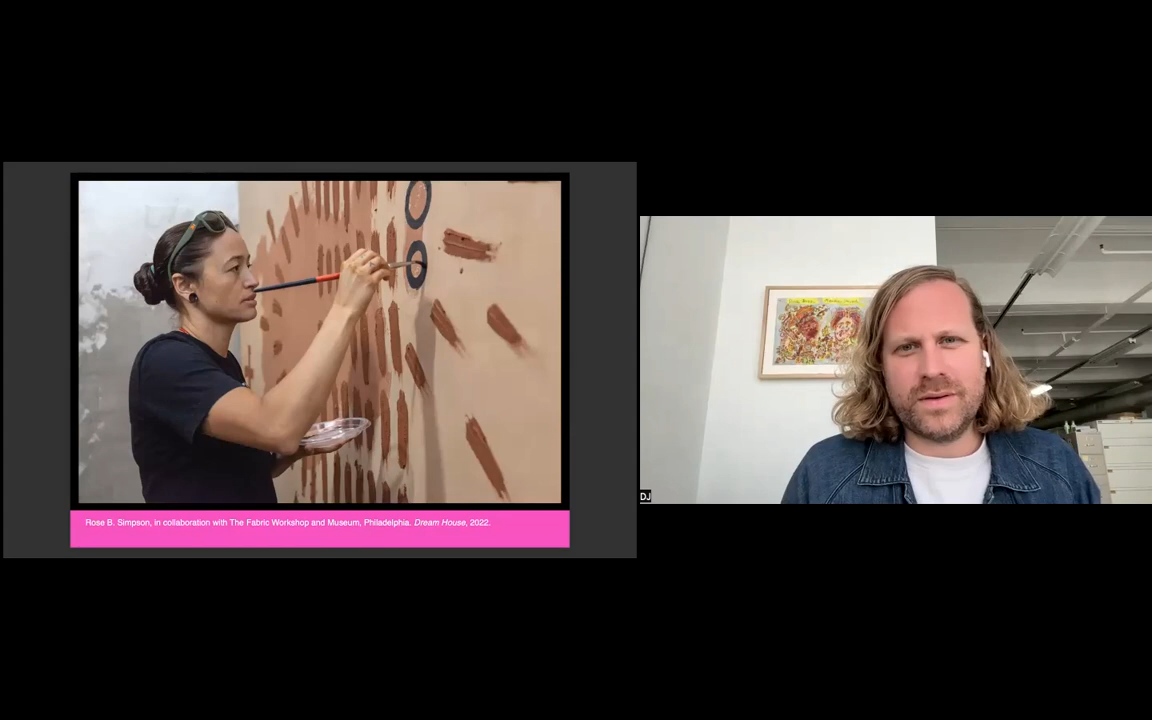 Rose B. Simpson, in collaboration with The Fabric Workshop and Museum, Philadelphia. Dream House, 2022.
DJ